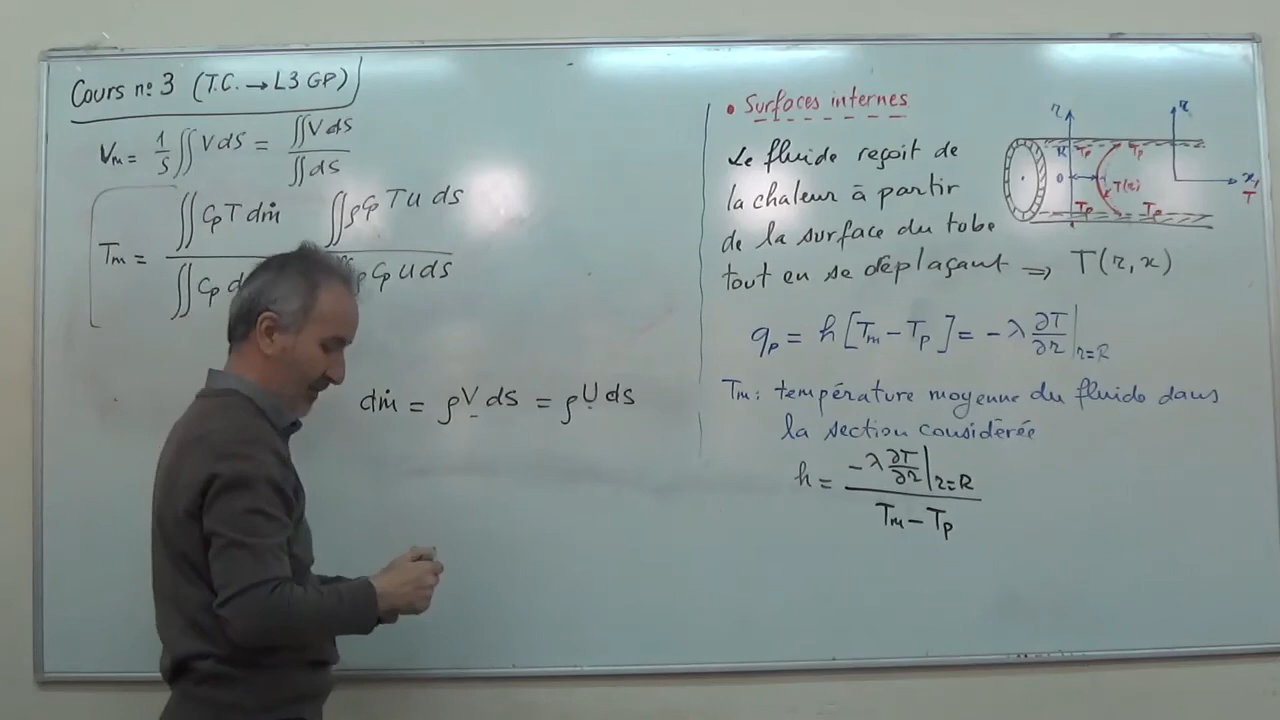 Cours n° 3 (T.C. → L3 GP)
Vm = 1/S ∬ V ds = ∬ V ds / ∬ ds
Tm = ∬ Cp T dṁ / ∬ Cp d ∬ ρ Cp T u ds / ρ Cp u ds
dṁ = ρ V ds = ρ U ds
• Surfaces internes
Le fluide reçoit de
la chaleur à partir
de la surface du tube
tout en se déplaçant ⇒ T(r, x)
qp = h [Tm - Tp] = - λ ∂T/∂r |r=R
Tm : température moyenne du fluide dans
la section considérée
h = - λ ∂T/∂r |r=R / Tm - Tp
r r
R Tp Tp
0 T(r) x,
T
Tp Tp